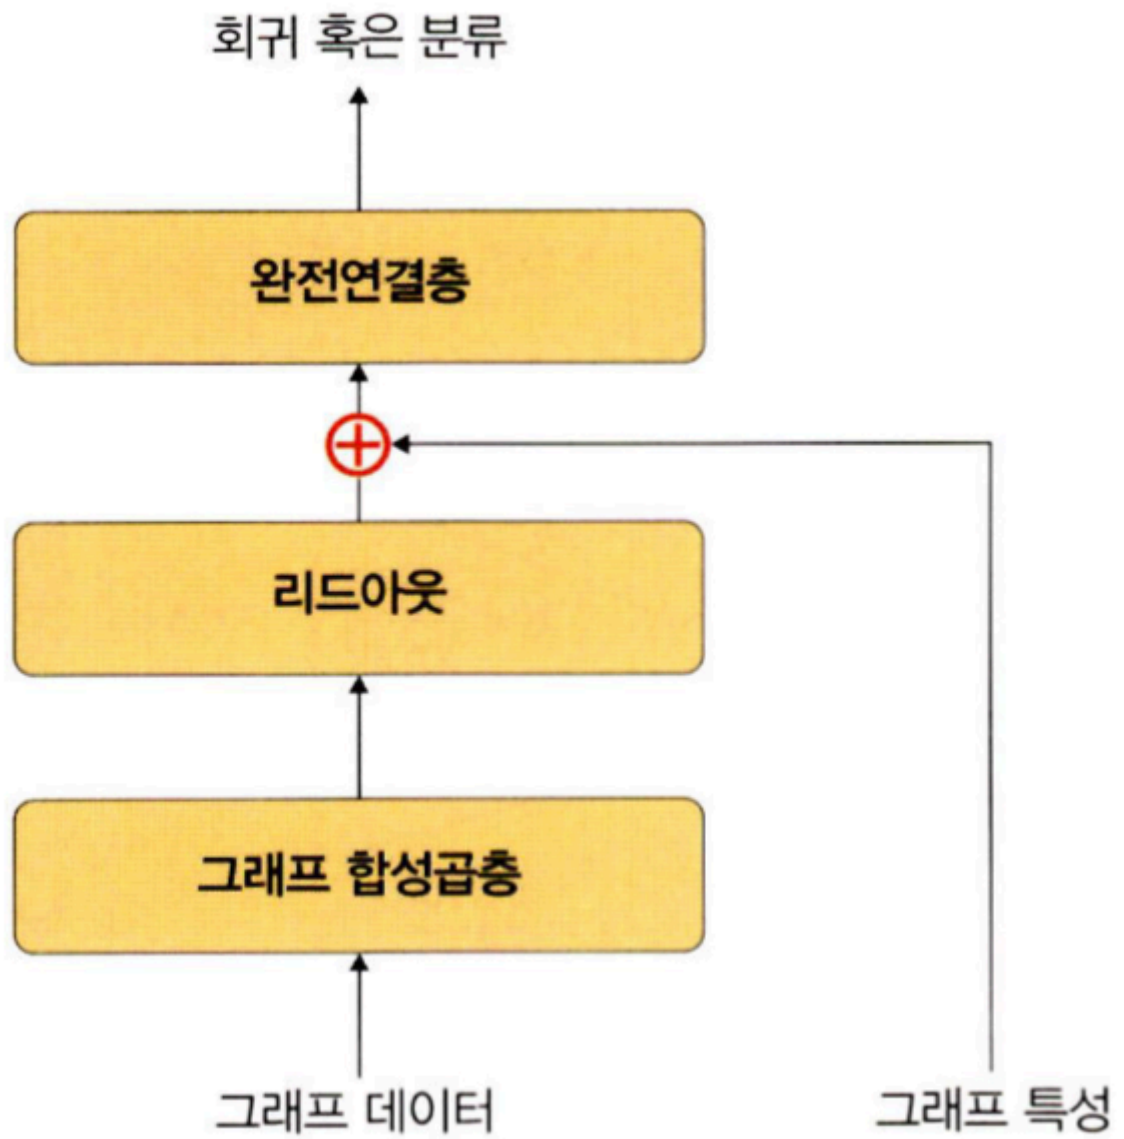 회귀 혹은 분류
완전연결층
리드아웃
그래프 합성곱층
그래프 데이터
그래프 특성